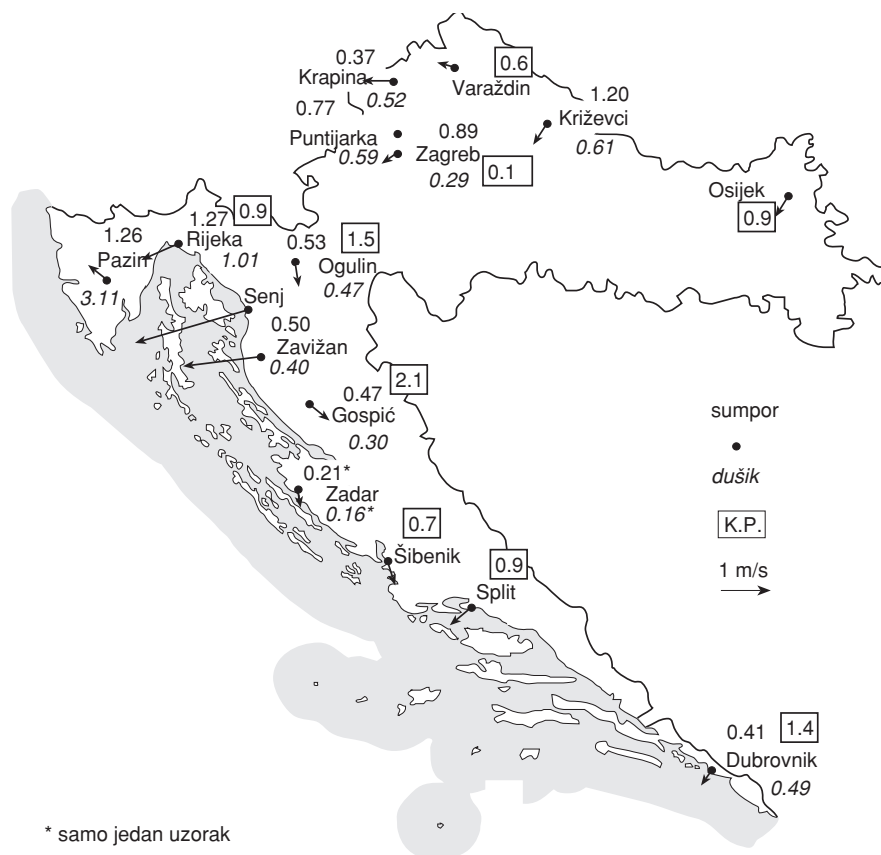 0.37
Krapina
0.52
0.6
Varaždin
0.77
Puntijarka
0.59
0.89
Zagreb
0.29
0.1
1.20
Križevci
0.61
Osijek
0.9
1.26
Pazin
3.11
1.27
0.9
Rijeka
1.01
0.53
1.5
Ogulin
0.47
Senj
0.50
Zavižan
0.40
2.1
0.47
Gospić
0.30
0.21*
Zadar
0.16*
0.7
Šibenik
0.9
Split
0.41
1.4
Dubrovnik
0.49
sumpor
dušik
K.P.
1 m/s
* samo jedan uzorak